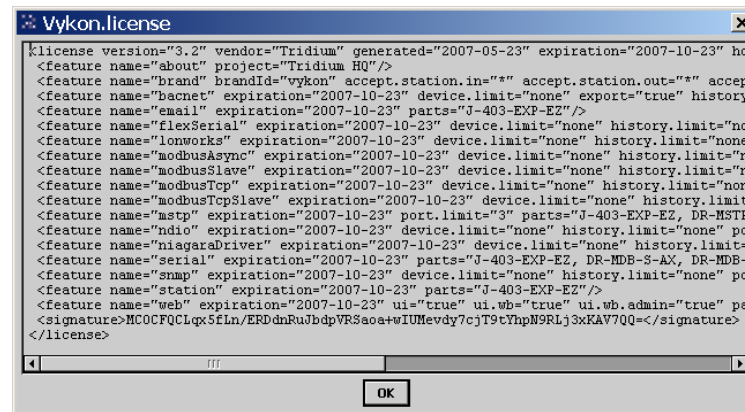 Vykon.license
<license version="3.2" vendor="Tridium" generated="2007-05-23" expiration="2007-10-23"
<feature name="about" project="Tridium HQ"/>
<feature name="brand" brandId="vykon" accept.station.in="*" accept.station.out="*"
<feature name="bacnet" expiration="2007-10-23" device.limit="none" export="true" history
<feature name="email" expiration="2007-10-23" parts="J-403-EXP-EZ"/>
<feature name="flexSerial" expiration="2007-10-23" device.limit="none" history.limit="no
<feature name="lonworks" expiration="2007-10-23" device.limit="none" history.limit="none
<feature name="modbusAsync" expiration="2007-10-23" device.limit="none" history.limit="
<feature name="modbusSlave" expiration="2007-10-23" device.limit="none" history.limit="
<feature name="modbusTcp" expiration="2007-10-23" device.limit="none" history.limit="non
<feature name="modbusTcpSlave" expiration="2007-10-23" device.limit="none" history.limit
<feature name="mstp" expiration="2007-10-23" port.limit="3" parts="J-403-EXP-EZ, DR-MSTP
<feature name="ndio" expiration="2007-10-23" device.limit="none" history.limit="none" po
<feature name="niagaraDriver" expiration="2007-10-23" device.limit="none" history.limit=
<feature name="serial" expiration="2007-10-23" parts="J-403-EXP-EZ, DR-MDB-S-AX, DR-MDB-
<feature name="snmp" expiration="2007-10-23" device.limit="none" history.limit="none" po
<feature name="station" expiration="2007-10-23" parts="J-403-EXP-EZ"/>
<feature name="web" expiration="2007-10-23" ui="true" ui.wb="true" ui.wb.admin="true" pa
<signature>MCOCFQCLqx5fLn/ERDdnRuJbdpVRSaoa+wIUMevdy7cjT9tYhpN9RLj3xKAV7QQ=</signature>
</license>
OK